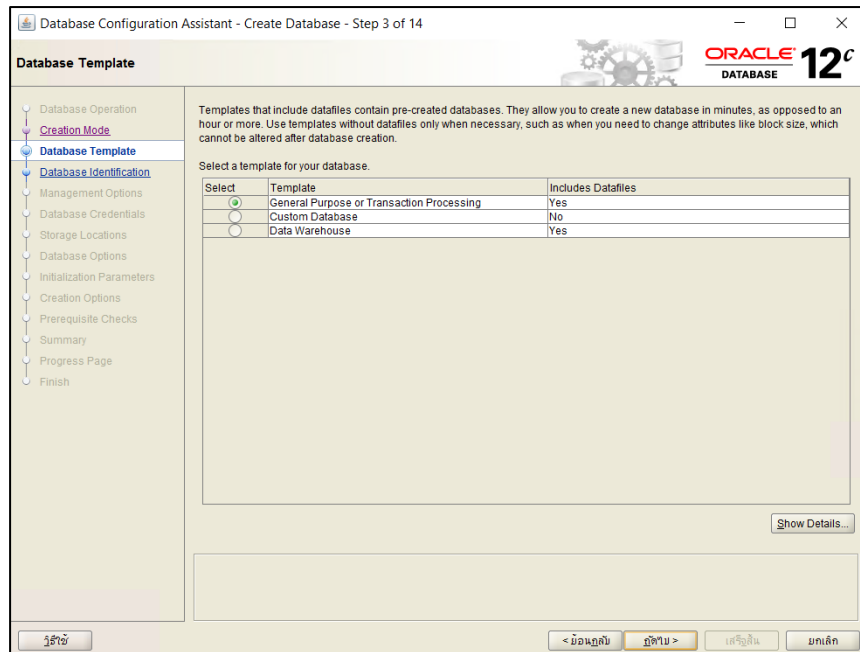 Database Configuration Assistant - Create Database - Step 3 of 14
Database Template
ORACLE
DATABASE
12c
Database Operation
Creation Mode
Database Template
Database Identification
Management Options
Database Credentials
Storage Locations
Database Options
Initialization Parameters
Creation Options
Prerequisite Checks
Summary
Progress Page
Finish
Templates that include datafiles contain pre-created databases. They allow you to create a new database in minutes, as opposed to an
hour or more. Use templates without datafiles only when necessary, such as when you need to change attributes like block size, which
cannot be altered after database creation.
Select a template for your database.
Select Template Includes Datafiles
General Purpose or Transaction Processing Yes
Custom Database No
Data Warehouse Yes
Show Details...
วิธีใช้ < ย้อนกลับ ถัดไป > เสร็จสิ้น ยกเลิก